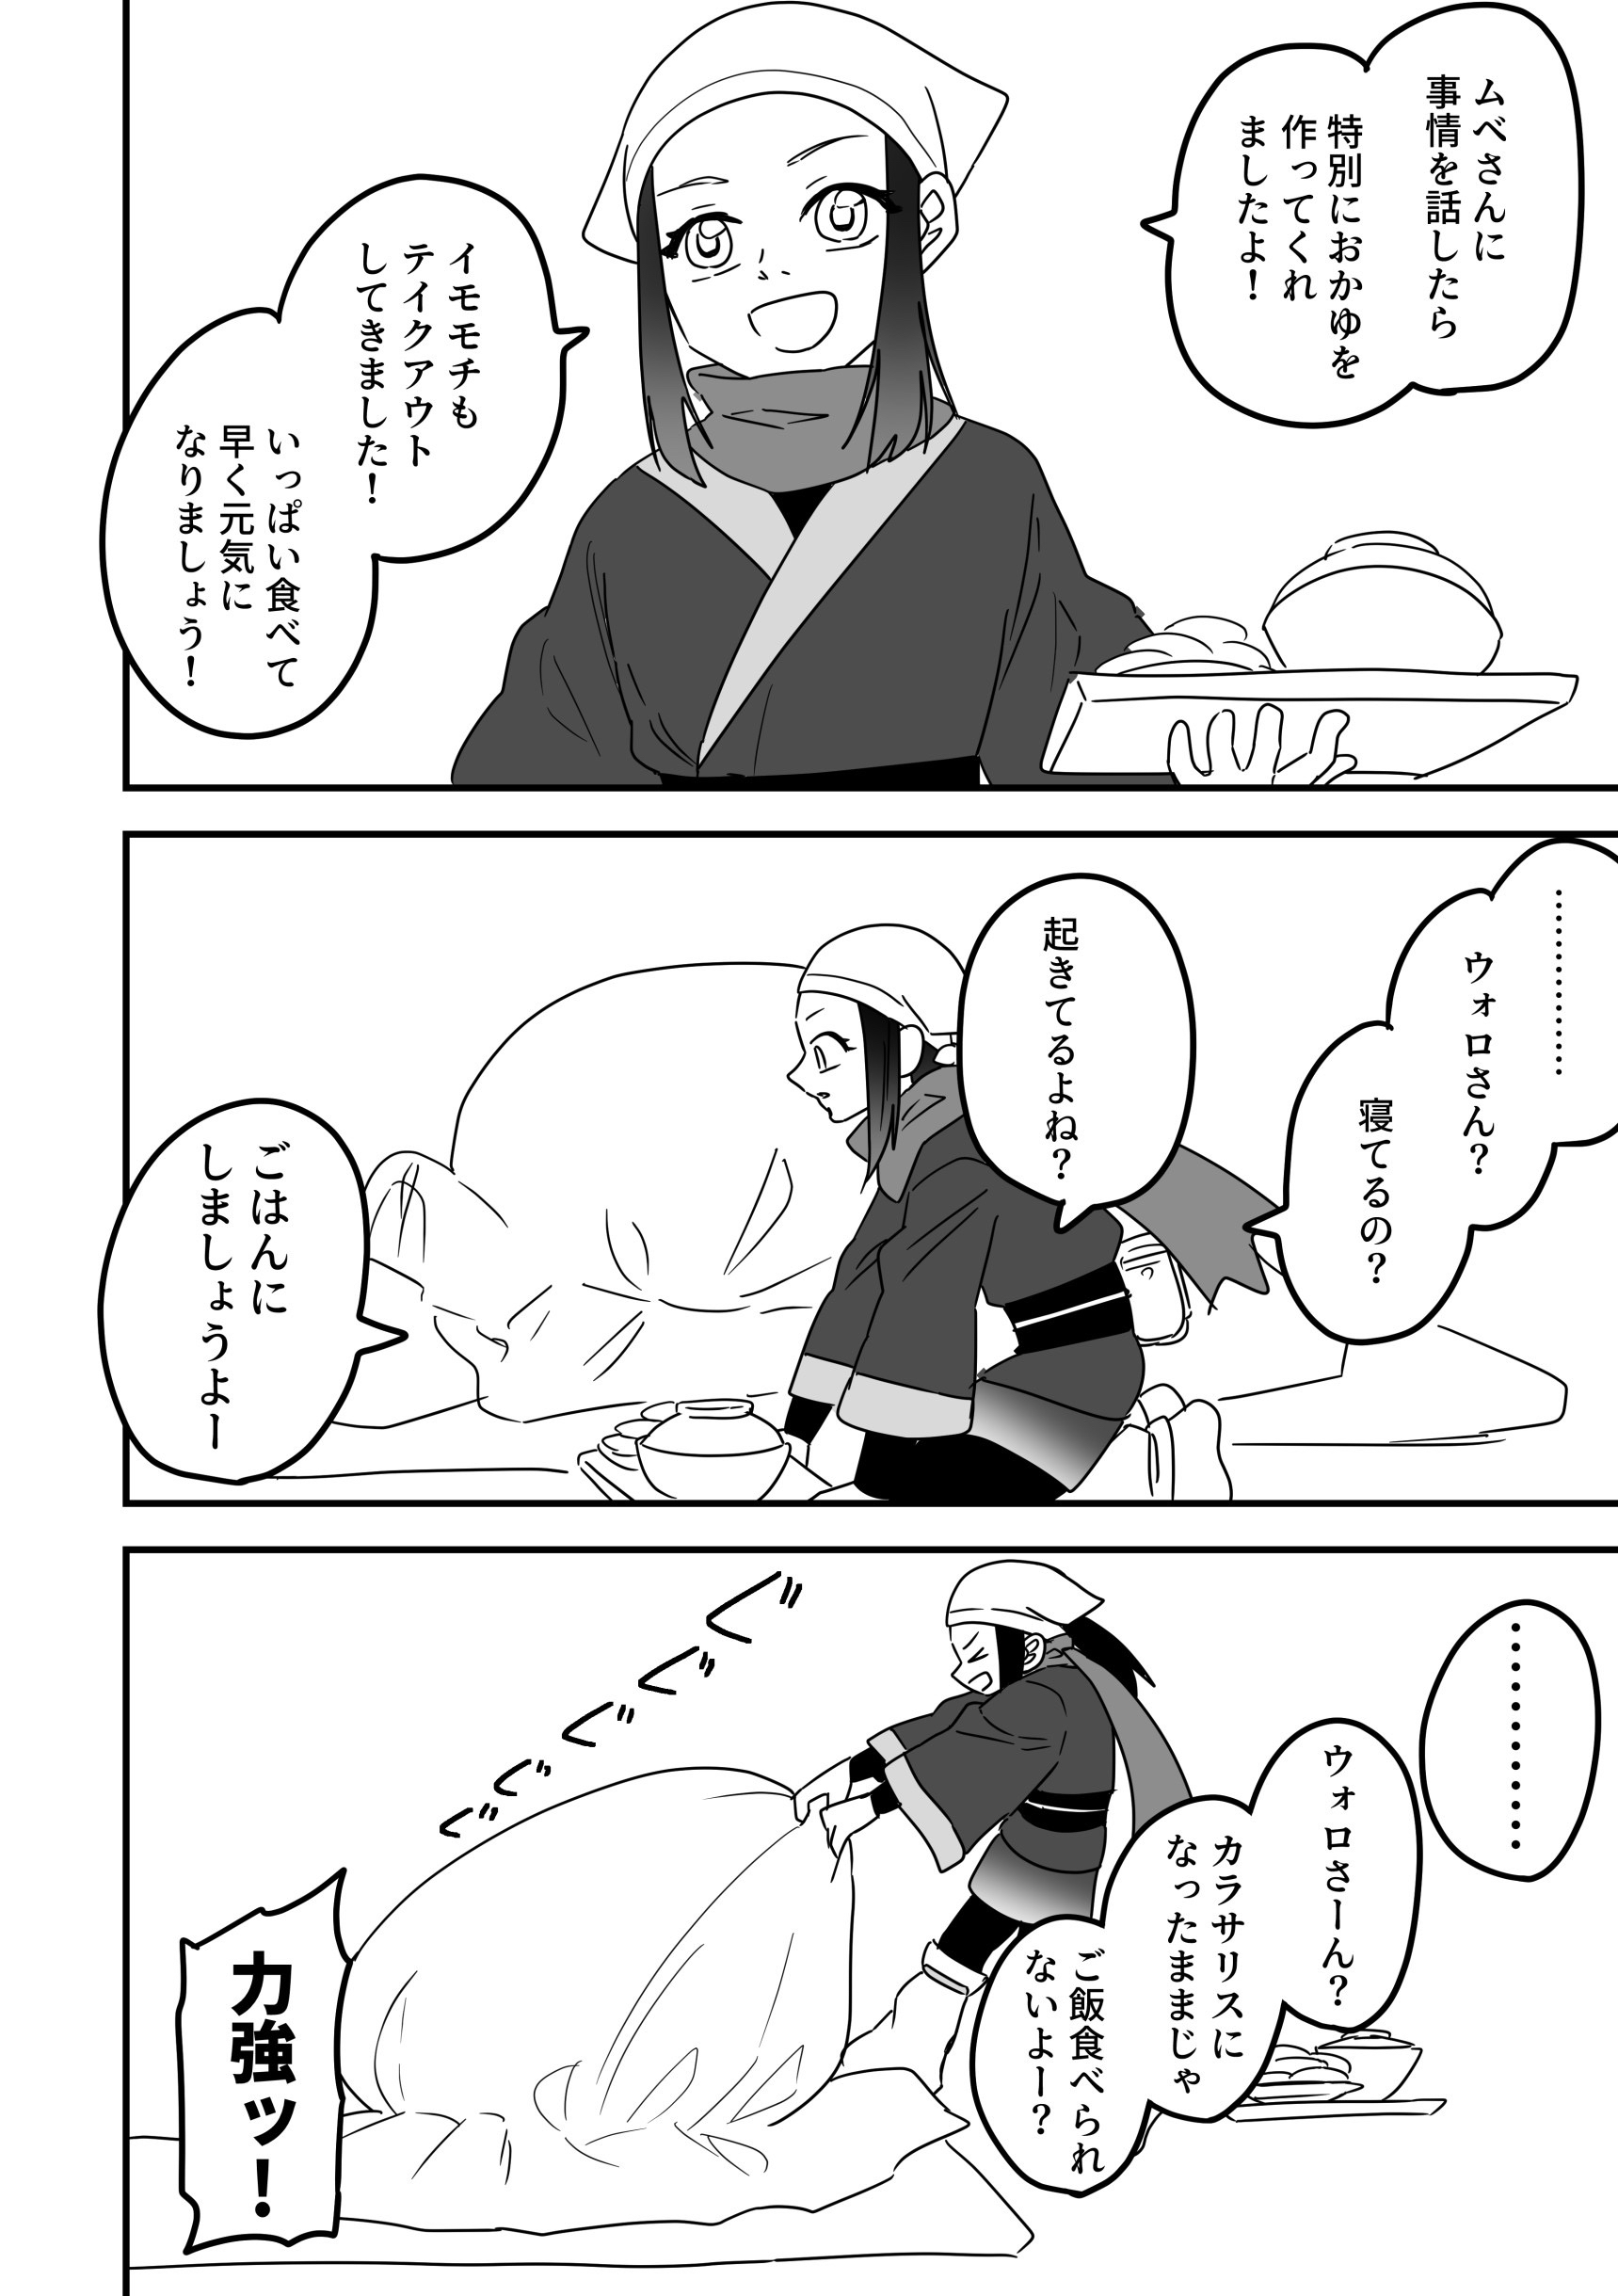 ムベさんに
事情を話したら
特別におかゆを
作ってくれ
ましたよ！
イモモチも
テイクアウト
してきました！
いっぱい食べて
早く元気に
なりましょう！
……………
ウォロさん？
寝てるの？
起きてるよね？
ごはんに
しましょうよー
…………
ウォロさーん？
カラサリスに
なったままじゃ
ご飯食べられ
ないよー？
ぐぐぐぐぐ
力強ッ！